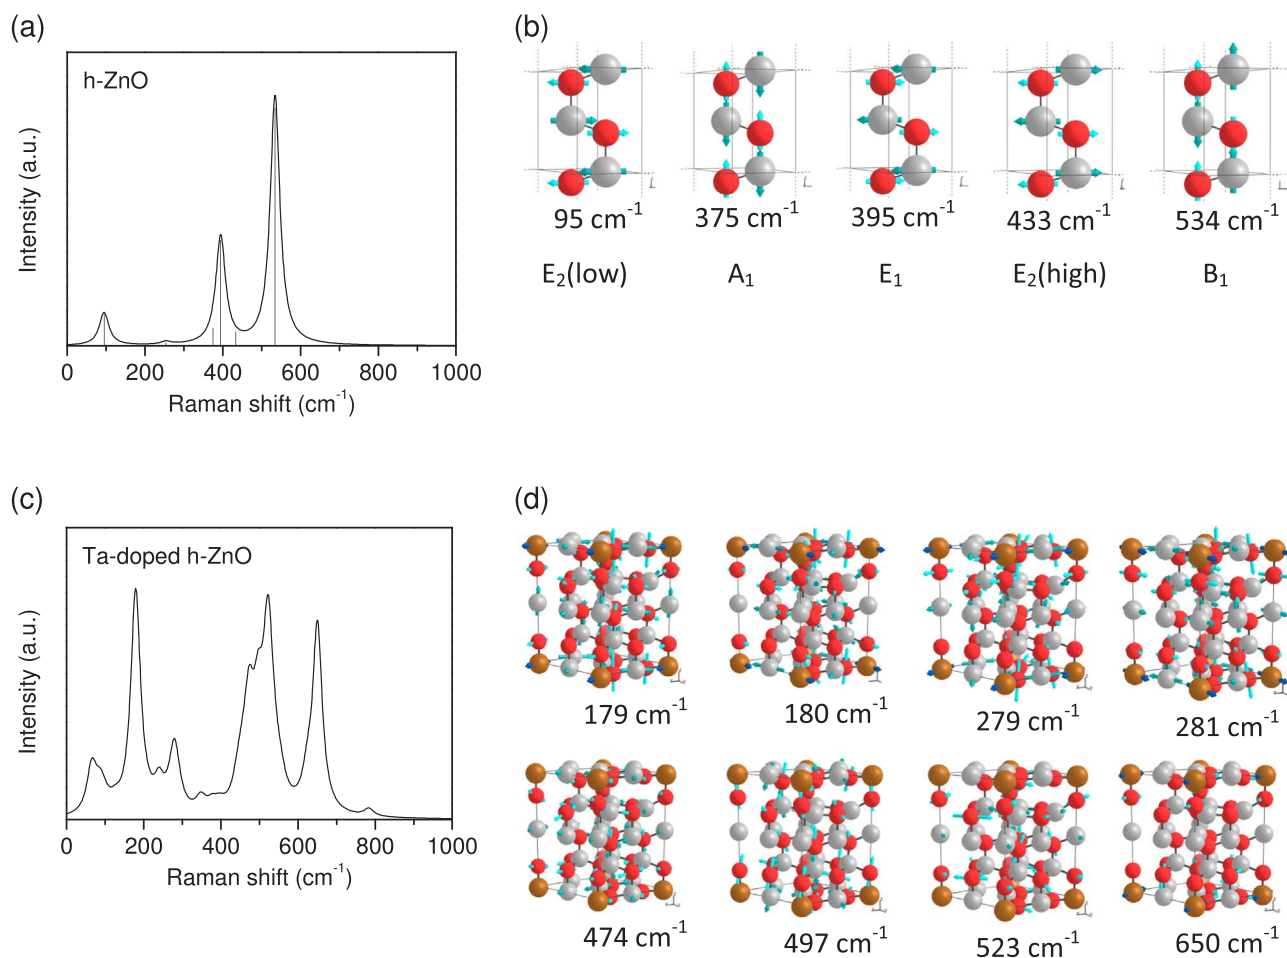 (a)
h-ZnO
Intensity (a.u.)
0 200 400 600 800 1000
Raman shift (cm⁻¹)
(b)
95 cm⁻¹ 375 cm⁻¹ 395 cm⁻¹ 433 cm⁻¹ 534 cm⁻¹
E₂(low) A₁ E₁ E₂(high) B₁
(c)
Ta-doped h-ZnO
Intensity (a.u.)
0 200 400 600 800 1000
Raman shift (cm⁻¹)
(d)
179 cm⁻¹ 180 cm⁻¹ 279 cm⁻¹ 281 cm⁻¹
474 cm⁻¹ 497 cm⁻¹ 523 cm⁻¹ 650 cm⁻¹